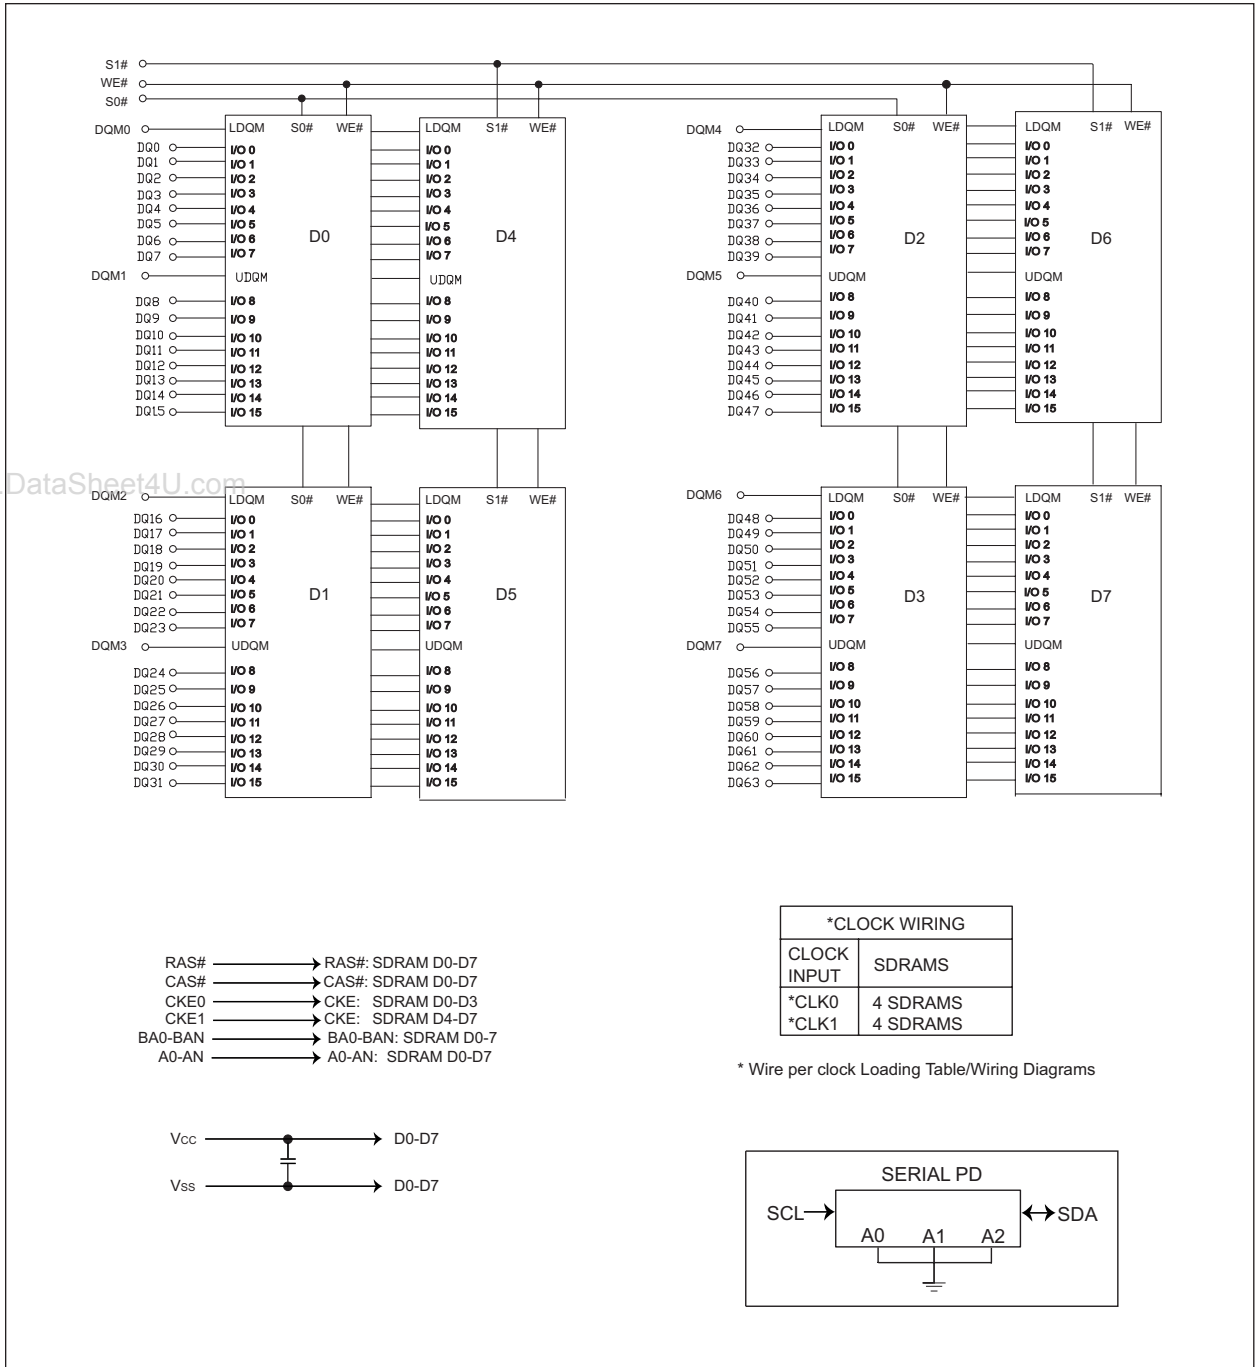 S1#
WE#
S0#
DQM0
DQ0
DQ1
DQ2
DQ3
DQ4
DQ5
DQ6
DQ7
DQM1
DQ8
DQ9
DQ10
DQ11
DQ12
DQ13
DQ14
DQ15
LDQM S0# WE#
I/O 0
I/O 1
I/O 2
I/O 3
I/O 4
I/O 5
I/O 6
I/O 7
D0
UDQM
I/O 8
I/O 9
I/O 10
I/O 11
I/O 12
I/O 13
I/O 14
I/O 15
LDQM S1# WE#
I/O 0
I/O 1
I/O 2
I/O 3
I/O 4
I/O 5
I/O 6
I/O 7
D4
UDQM
I/O 8
I/O 9
I/O 10
I/O 11
I/O 12
I/O 13
I/O 14
I/O 15
DQM4
DQ32
DQ33
DQ34
DQ35
DQ36
DQ37
DQ38
DQ39
DQM5
DQ40
DQ41
DQ42
DQ43
DQ44
DQ45
DQ46
DQ47
LDQM S0# WE#
I/O 0
I/O 1
I/O 2
I/O 3
I/O 4
I/O 5
I/O 6
I/O 7
D2
UDQM
I/O 8
I/O 9
I/O 10
I/O 11
I/O 12
I/O 13
I/O 14
I/O 15
LDQM S1# WE#
I/O 0
I/O 1
I/O 2
I/O 3
I/O 4
I/O 5
I/O 6
I/O 7
D6
UDQM
I/O 8
I/O 9
I/O 10
I/O 11
I/O 12
I/O 13
I/O 14
I/O 15
.DataSheet4U.com
DQM2
DQ16
DQ17
DQ18
DQ19
DQ20
DQ21
DQ22
DQ23
DQM3
DQ24
DQ25
DQ26
DQ27
DQ28
DQ29
DQ30
DQ31
LDQM S0# WE#
I/O 0
I/O 1
I/O 2
I/O 3
I/O 4
I/O 5
I/O 6
I/O 7
D1
UDQM
I/O 8
I/O 9
I/O 10
I/O 11
I/O 12
I/O 13
I/O 14
I/O 15
LDQM S1# WE#
I/O 0
I/O 1
I/O 2
I/O 3
I/O 4
I/O 5
I/O 6
I/O 7
D5
UDQM
I/O 8
I/O 9
I/O 10
I/O 11
I/O 12
I/O 13
I/O 14
I/O 15
DQM6
DQ48
DQ49
DQ50
DQ51
DQ52
DQ53
DQ54
DQ55
DQM7
DQ56
DQ57
DQ58
DQ59
DQ60
DQ61
DQ62
DQ63
LDQM S0# WE#
I/O 0
I/O 1
I/O 2
I/O 3
I/O 4
I/O 5
I/O 6
I/O 7
D3
UDQM
I/O 8
I/O 9
I/O 10
I/O 11
I/O 12
I/O 13
I/O 14
I/O 15
LDQM S1# WE#
I/O 0
I/O 1
I/O 2
I/O 3
I/O 4
I/O 5
I/O 6
I/O 7
D7
UDQM
I/O 8
I/O 9
I/O 10
I/O 11
I/O 12
I/O 13
I/O 14
I/O 15
RAS# RAS#: SDRAM D0-D7
CAS# CAS#: SDRAM D0-D7
CKE0 CKE: SDRAM D0-D3
CKE1 CKE: SDRAM D4-D7
BA0-BAN BA0-BAN: SDRAM D0-7
A0-AN A0-AN: SDRAM D0-D7
*CLOCK WIRING
CLOCK INPUT SDRAMS
*CLK0 4 SDRAMS
*CLK1 4 SDRAMS
* Wire per clock Loading Table/Wiring Diagrams
Vcc D0-D7
Vss D0-D7
SERIAL PD
SCL SDA
A0 A1 A2